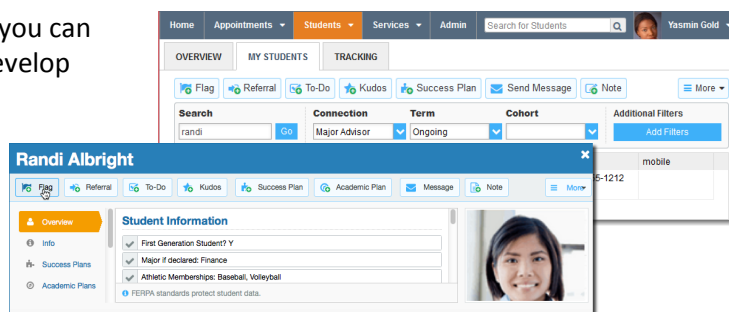 you can
evelop
Home Appointments Students Services Admin Search for Students Yasmin Gold
OVERVIEW MY STUDENTS TRACKING
Flag Referral To-Do Kudos Success Plan Send Message Note More
Search Connection Term Cohort Additional Filters
randi Go Major Advisor Ongoing Add Filters
mobile
5-1212
Randi Albright
Flag Referral To-Do Kudos Success Plan Academic Plan Message Note More
Overview
Info
Success Plans
Academic Plans
Student Information
First Generation Student? Y
Major if declared: Finance
Athletic Memberships: Baseball, Volleyball
FERPA standards protect student data.